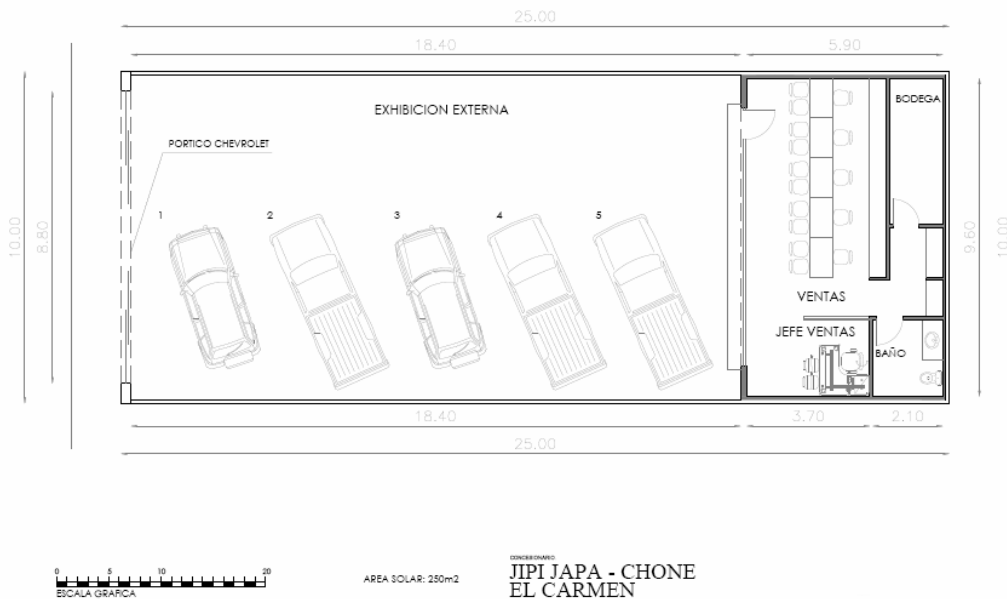 25.00
18.40
5.90
EXHIBICION EXTERNA
BODEGA
PORTICO CHEVROLET
1
2
3
4
5
10.00
8.80
9.60
10.00
VENTAS
JEFE VENTAS
BAÑO
18.40
3.70
2.10
25.00
CONCESIONARIO:
0 5 10 20
ESCALA GRAFICA
AREA SOLAR: 250m2
JIPI JAPA - CHONE
EL CARMEN